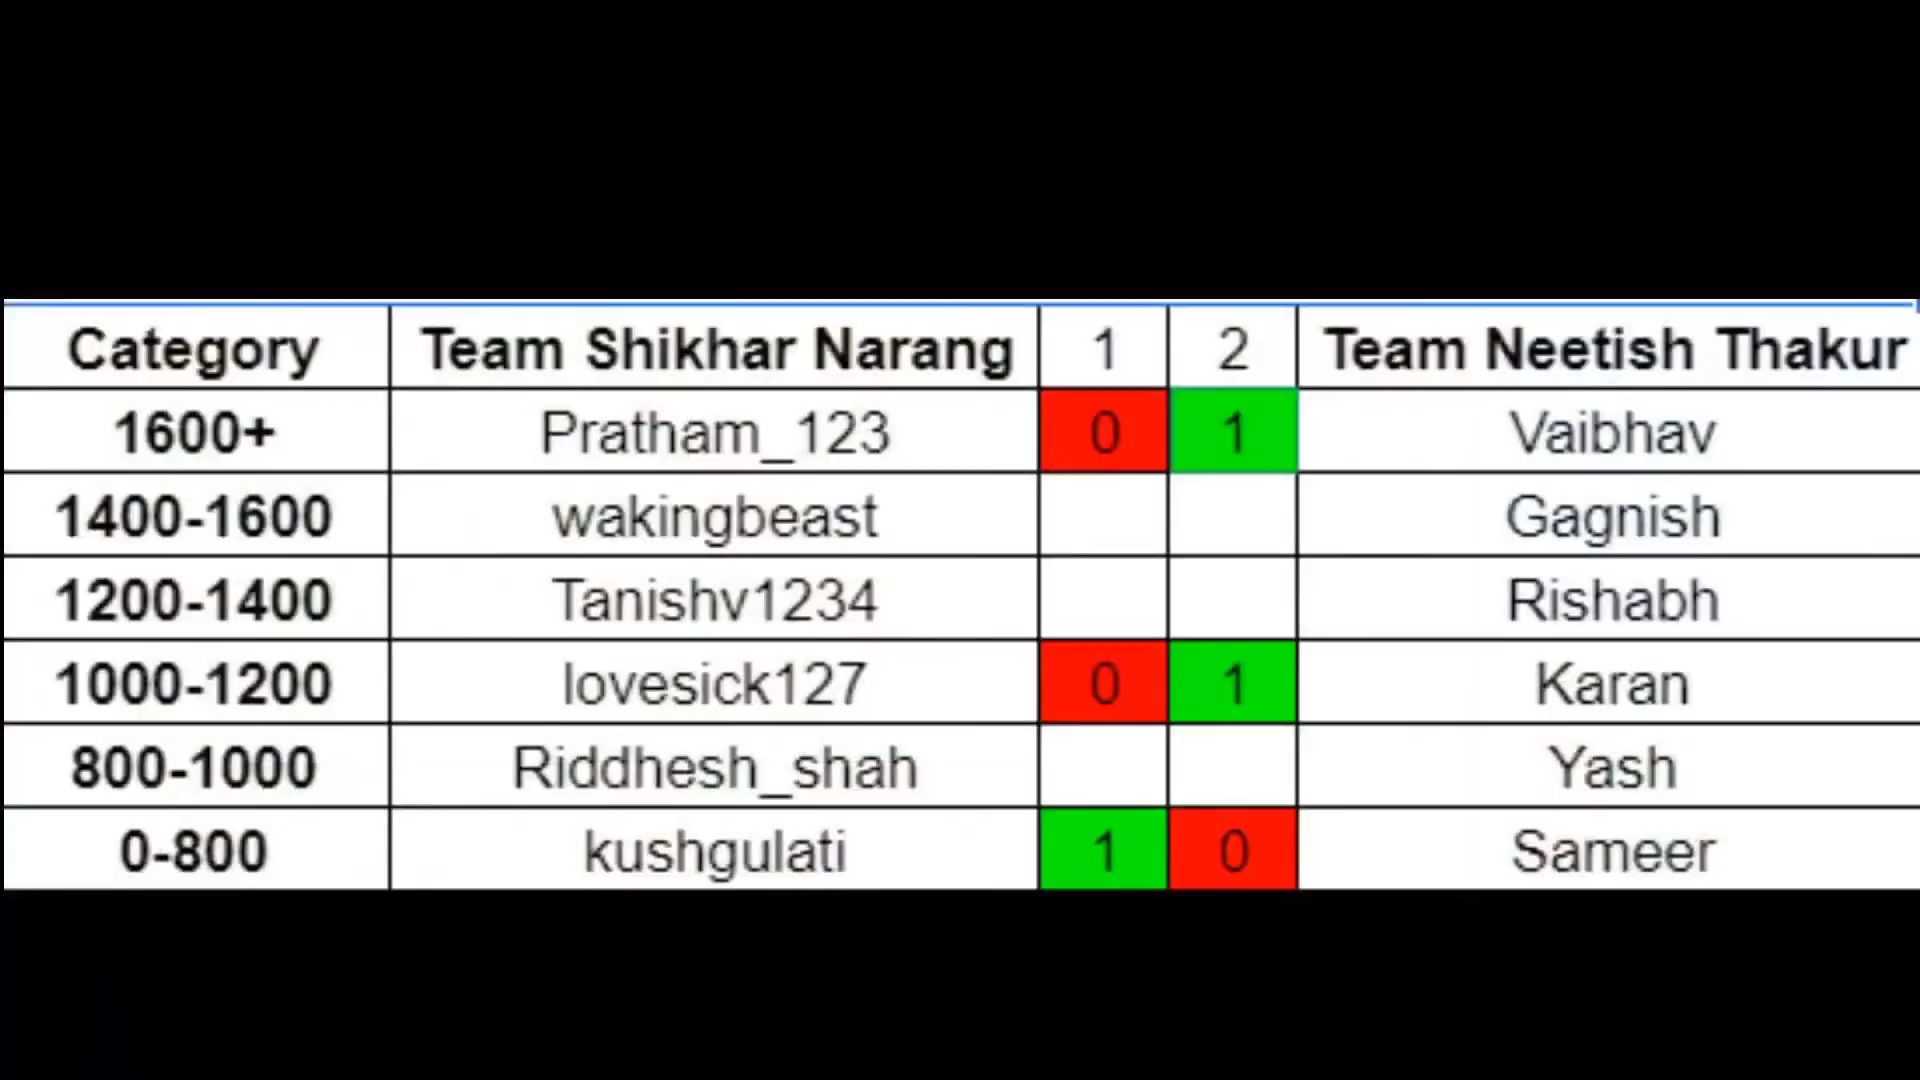 Category Team Shikhar Narang 1 2 Team Neetish Thakur
1600+ Pratham_123 0 1 Vaibhav
1400-1600 wakingbeast Gagnish
1200-1400 Tanishv1234 Rishabh
1000-1200 lovesick127 0 1 Karan
800-1000 Riddhesh_shah Yash
0-800 kushgulati 1 0 Sameer